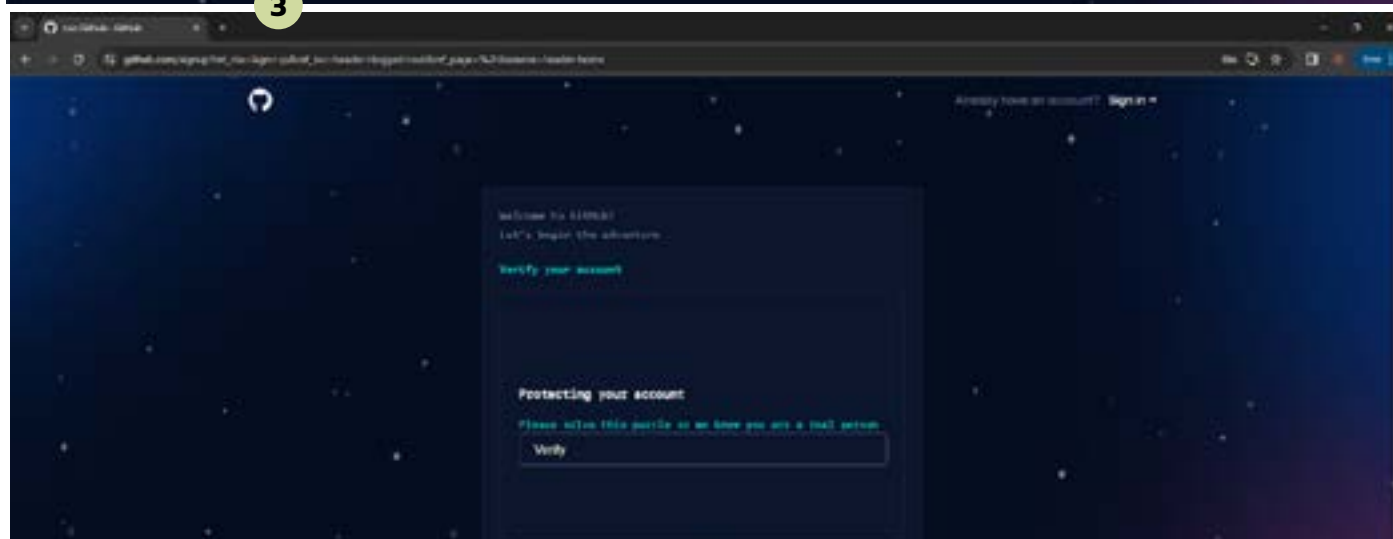 3
Already have an account? Sign in
Welcome to GitHub!
Let's begin the adventure
Verify your account
Protecting your account
Please solve this puzzle so we know you are a real person
Verify